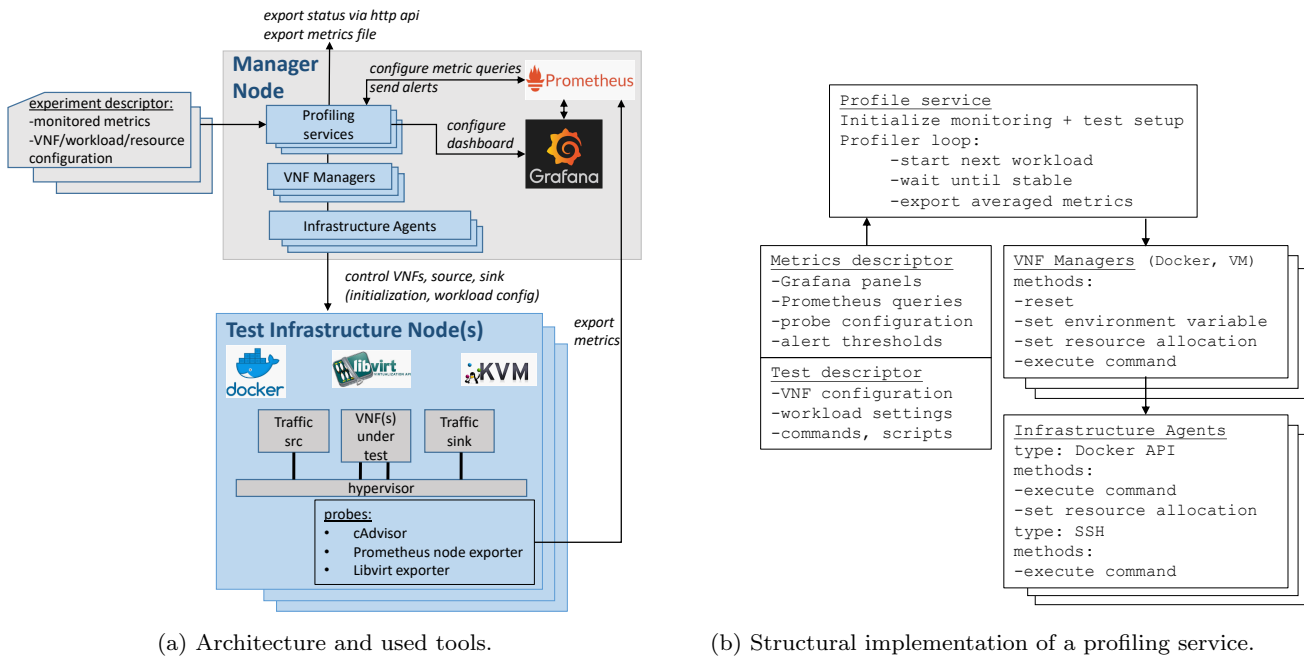 export status via http api
export metrics file
Manager
Node
configure metric queries
send alerts
Prometheus
experiment descriptor:
-monitored metrics
-VNF/workload/resource
configuration
Profiling
services
configure
dashboard
Grafana
VNF Managers
Infrastructure Agents
control VNFs, source, sink
(initialization, workload config)
export
metrics
Test Infrastructure Node(s)
docker
libvirt
VIRTUALIZATION API
KVM
Traffic
src
VNF(s)
under
test
Traffic
sink
hypervisor
probes:
• cAdvisor
• Prometheus node exporter
• Libvirt exporter
(a) Architecture and used tools.
Profile service
Initialize monitoring + test setup
Profiler loop:
-start next workload
-wait until stable
-export averaged metrics
Metrics descriptor
-Grafana panels
-Prometheus queries
-probe configuration
-alert thresholds
Test descriptor
-VNF configuration
-workload settings
-commands, scripts
VNF Managers (Docker, VM)
methods:
-reset
-set environment variable
-set resource allocation
-execute command
Infrastructure Agents
type: Docker API
methods:
-execute command
-set resource allocation
type: SSH
methods:
-execute command
(b) Structural implementation of a profiling service.